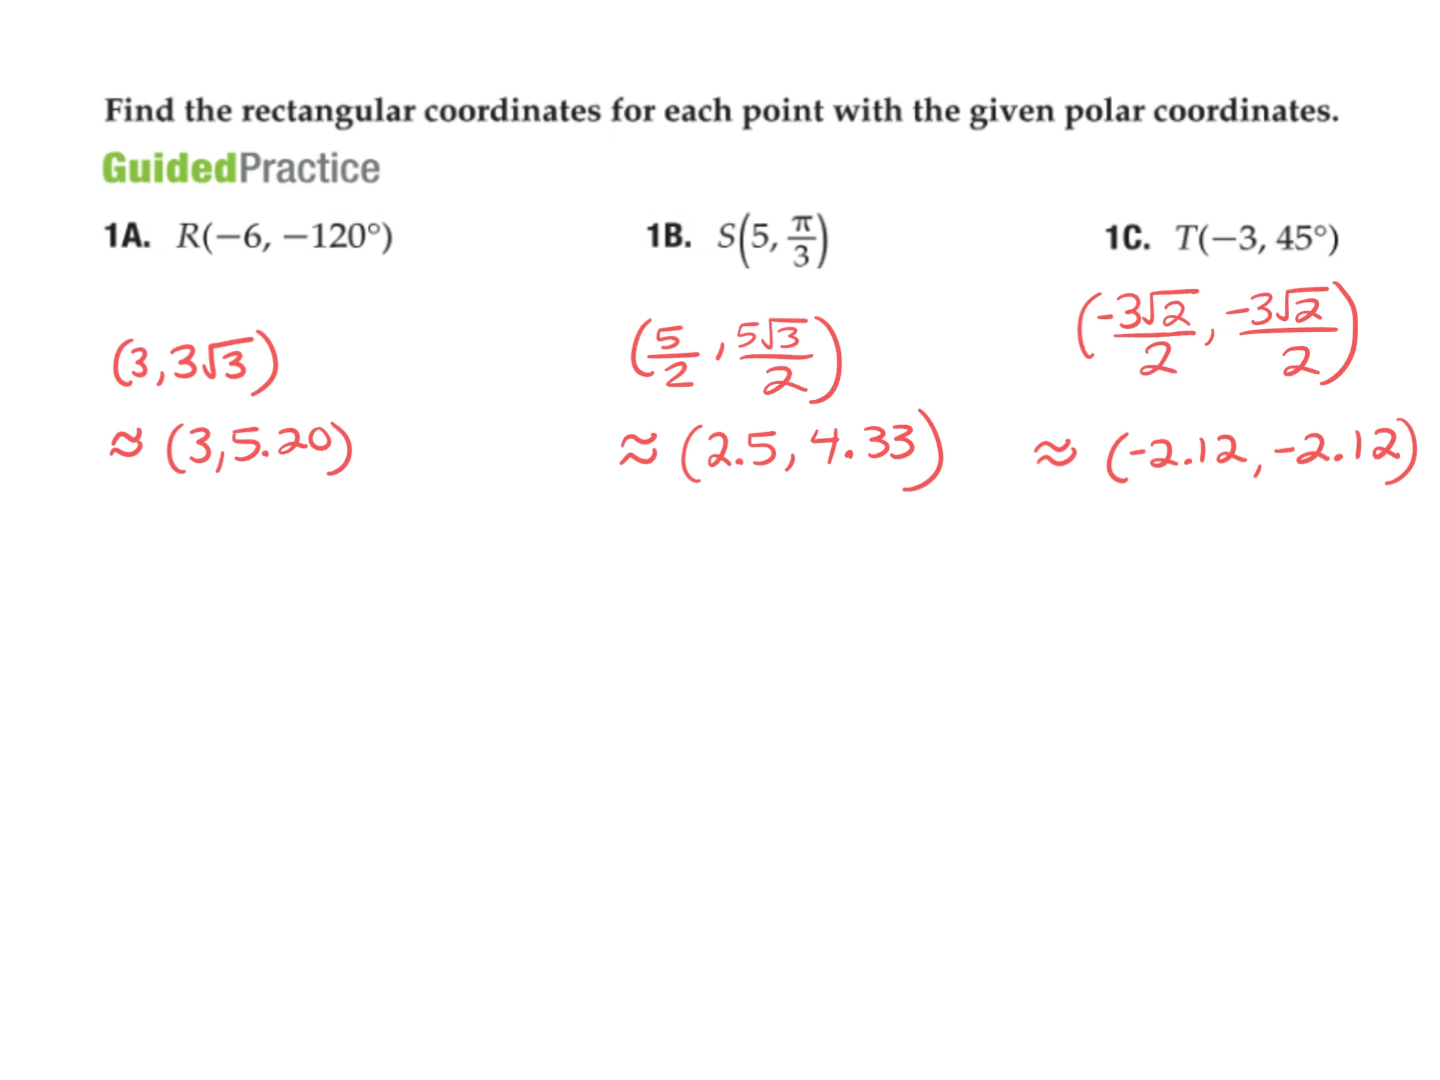 Find the rectangular coordinates for each point with the given polar coordinates.
GuidedPractice
1A. R(−6, −120°)
1B. S(5, π/3)
1C. T(−3, 45°)
(3, 3√3)
(5/2, 5√3/2)
(-3√2/2, -3√2/2)
≈ (3, 5.20)
≈ (2.5, 4.33)
≈ (-2.12, -2.12)